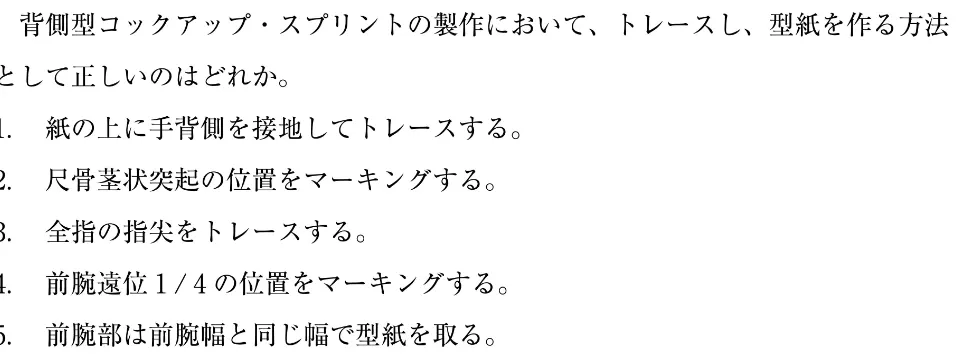 背側型コックアップ・スプリントの製作において、トレースし、型紙を作る方法
として正しいのはどれか。
1. 紙の上に手背側を接地してトレースする。
2. 尺骨茎状突起の位置をマーキングする。
3. 全指の指尖をトレースする。
4. 前腕遠位1/4の位置をマーキングする。
5. 前腕部は前腕幅と同じ幅で型紙を取る。